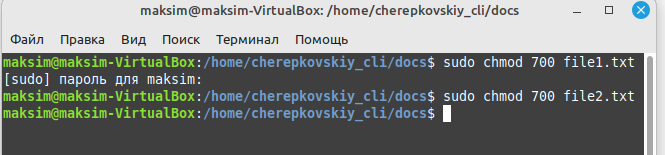 maksim@maksim-VirtualBox: /home/cherepkovskiy_cli/docs
Файл Правка Вид Поиск Терминал Помощь
maksim@maksim-VirtualBox:/home/cherepkovskiy_cli/docs$ sudo chmod 700 file1.txt
[sudo] пароль для maksim:
maksim@maksim-VirtualBox:/home/cherepkovskiy_cli/docs$ sudo chmod 700 file2.txt
maksim@maksim-VirtualBox:/home/cherepkovskiy_cli/docs$